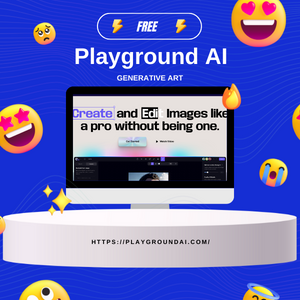 FREE
Playground AI
GENERATIVE ART
Create and Edit Images like
a pro without being one.
HTTPS://PLAYGROUNDAI.COM/